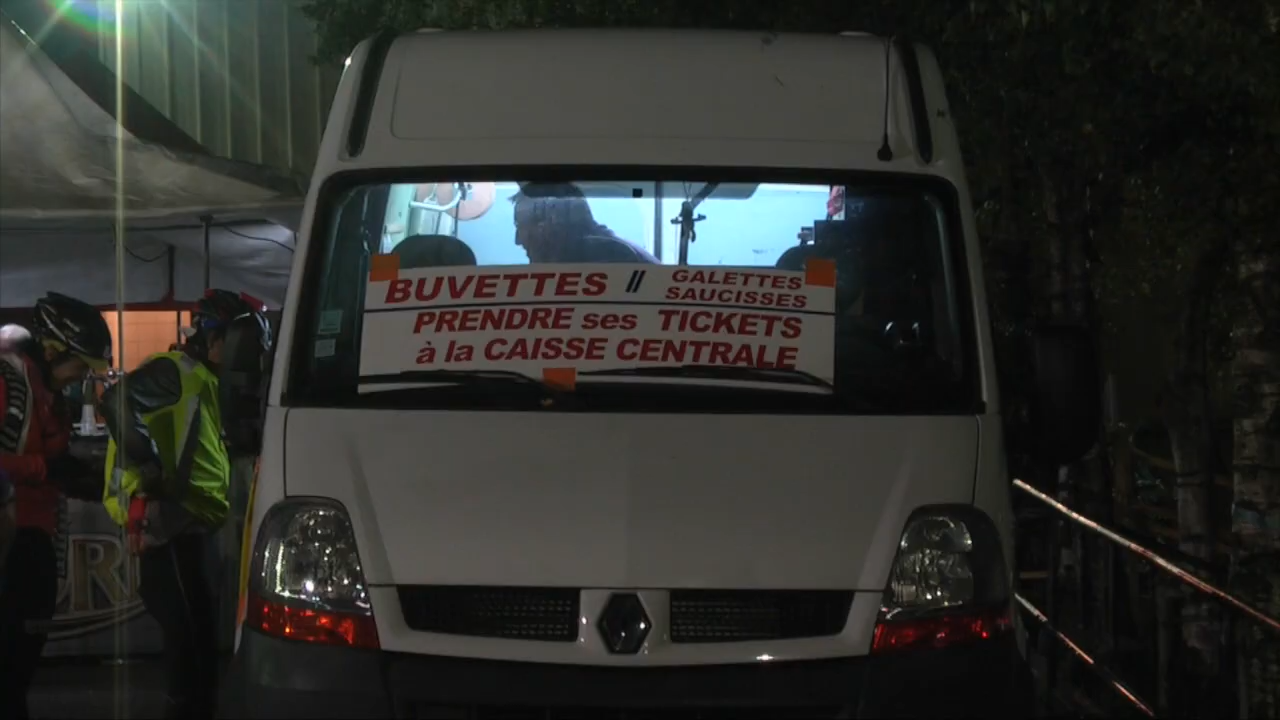 BUVETTES // GALETTES
SAUCISSES
PRENDRE ses TICKETS
à la CAISSE CENTRALE